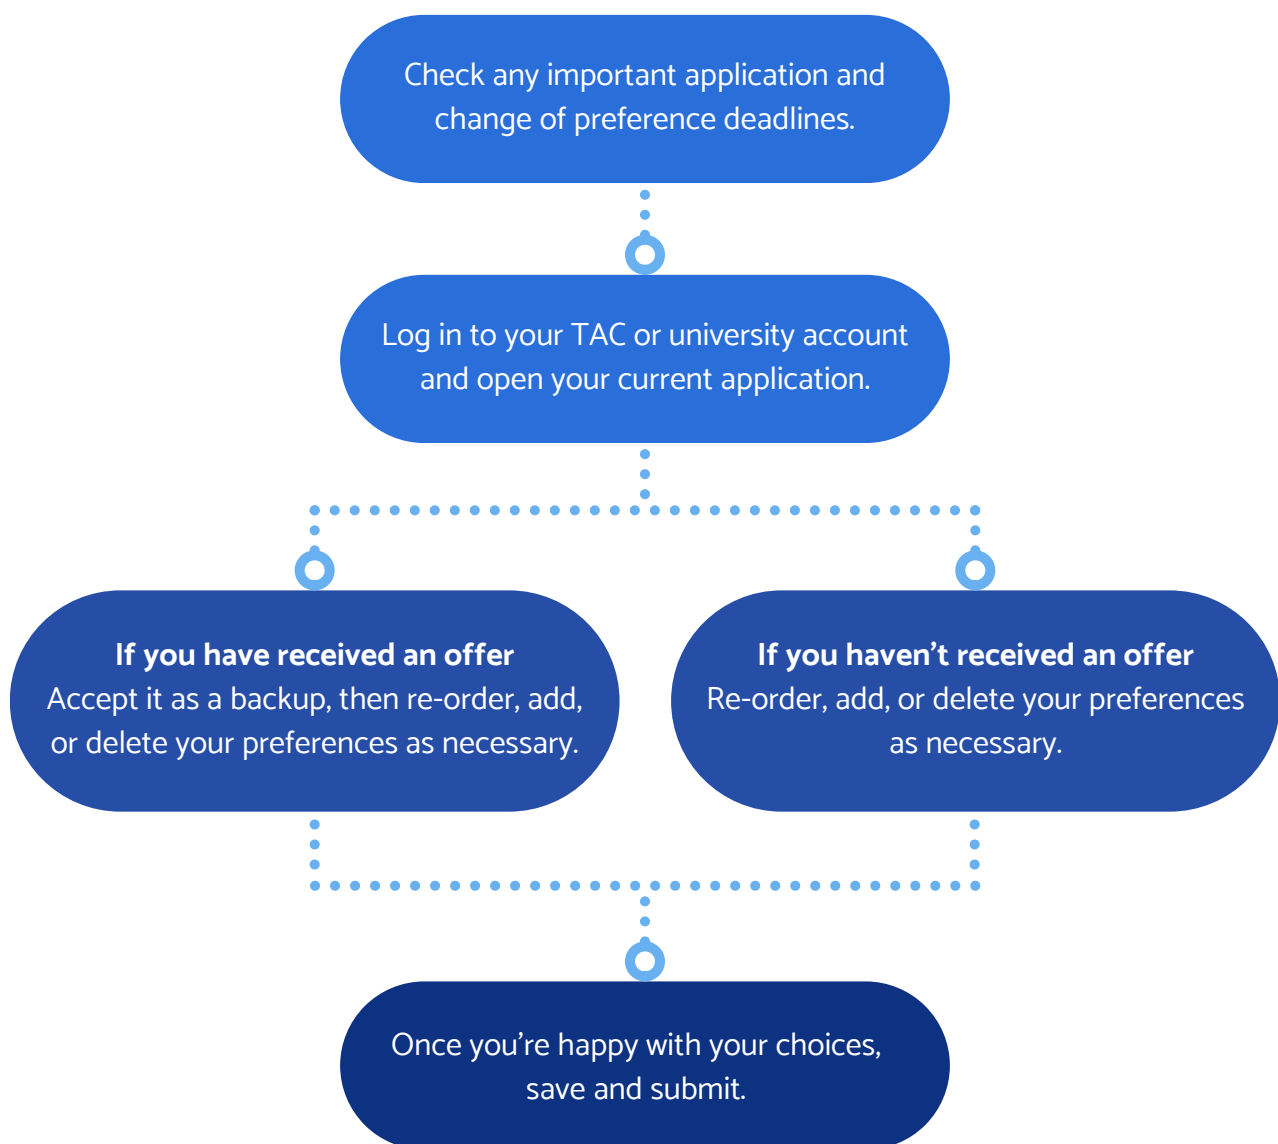 Check any important application and
change of preference deadlines.
Log in to your TAC or university account
and open your current application.
If you have received an offer
Accept it as a backup, then re-order, add,
or delete your preferences as necessary.
If you haven’t received an offer
Re-order, add, or delete your preferences
as necessary.
Once you’re happy with your choices,
save and submit.